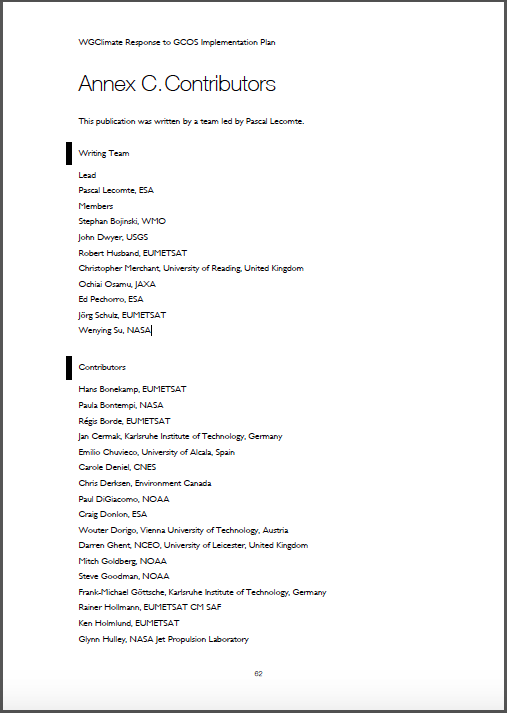 WGClimate Response to GCOS Implementation Plan
Annex C. Contributors
This publication was written by a team led by Pascal Lecomte.
Writing Team
Lead
Pascal Lecomte, ESA
Members
Stephan Bojinski, WMO
John Dwyer, USGS
Robert Husband, EUMETSAT
Christopher Merchant, University of Reading, United Kingdom
Ochiai Osamu, JAXA
Ed Pechorro, ESA
Jörg Schulz, EUMETSAT
Wenying Su, NASA
Contributors
Hans Bonekamp, EUMETSAT
Paula Bontempi, NASA
Régis Borde, EUMETSAT
Jan Cermak, Karlsruhe Institute of Technology, Germany
Emilio Chuvieco, University of Alcala, Spain
Carole Deniel, CNES
Chris Derksen, Environment Canada
Paul DiGiacomo, NOAA
Craig Donlon, ESA
Wouter Dorigo, Vienna University of Technology, Austria
Darren Ghent, NCEO, University of Leicester, United Kingdom
Mitch Goldberg, NOAA
Steve Goodman, NOAA
Frank-Michael Göttsche, Karlsruhe Institute of Technology, Germany
Rainer Hollmann, EUMETSAT CM SAF
Ken Holmlund, EUMETSAT
Glynn Hulley, NASA Jet Propulsion Laboratory
62